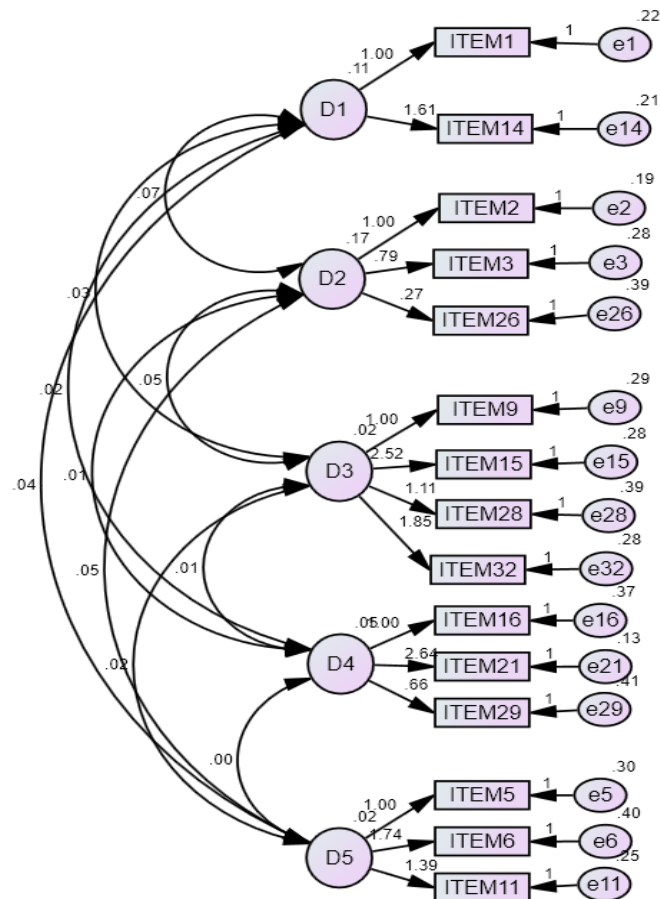 .22
1.00 ITEM1 1 e1
.11
D1
.21
1.61 ITEM14 1 e14
.19
.07 1.00 ITEM2 1 e2
.17
.28
D2 .79 ITEM3 1 e3
.39
.03 .27 ITEM26 1 e26
.05
.02
.29
1.00 ITEM9 1 e9
.02
.28
D3 2.52 ITEM15 1 e15
.01
.04
.39
1.11 ITEM28 1 e28
1.85
.28
.01 ITEM32 1 e32
.05
.37
1.00 ITEM16 1 e16
.13
D4 2.64 ITEM21 1 e21
.02
.41
.66 ITEM29 1 e29
.00
.30
1.00 ITEM5 1 e5
.02
.40
1.74 ITEM6 1 e6
D5
.25
1.39 ITEM11 1 e11